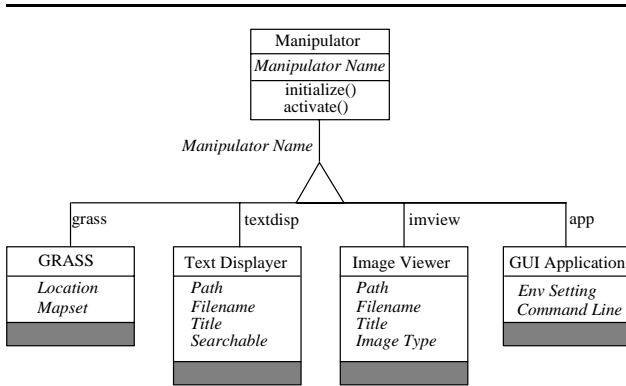 Manipulator
Manipulator Name
initialize()
activate()
Manipulator Name
grass
textdisp
imview
app
GRASS
Location
Mapset
Text Displayer
Path
Filename
Title
Searchable
Image Viewer
Path
Filename
Title
Image Type
GUI Application
Env Setting
Command Line